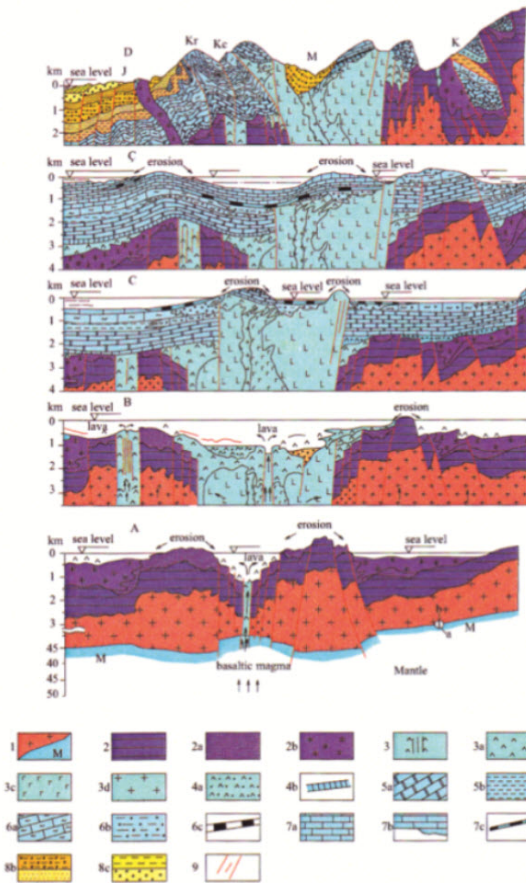 D Kr Kc M K
km sea level J
0
1
2
Ç
km sea level erosion erosion sea level
0
1
2
3
4
C
km sea level erosion sea level erosion sea level
0
1
2
3
4
B
km sea level erosion
0 lava lava
1
2
3
A
km sea level erosion lava erosion sea level
0
1
2
3
45 M M
40 basaltic magma Mantle
50
1 M 2 2a 2b 3 3a
3c 3d 4a 4b 5a 5b
6a 6b 6c 7a 7b 7c
8b 8c 9